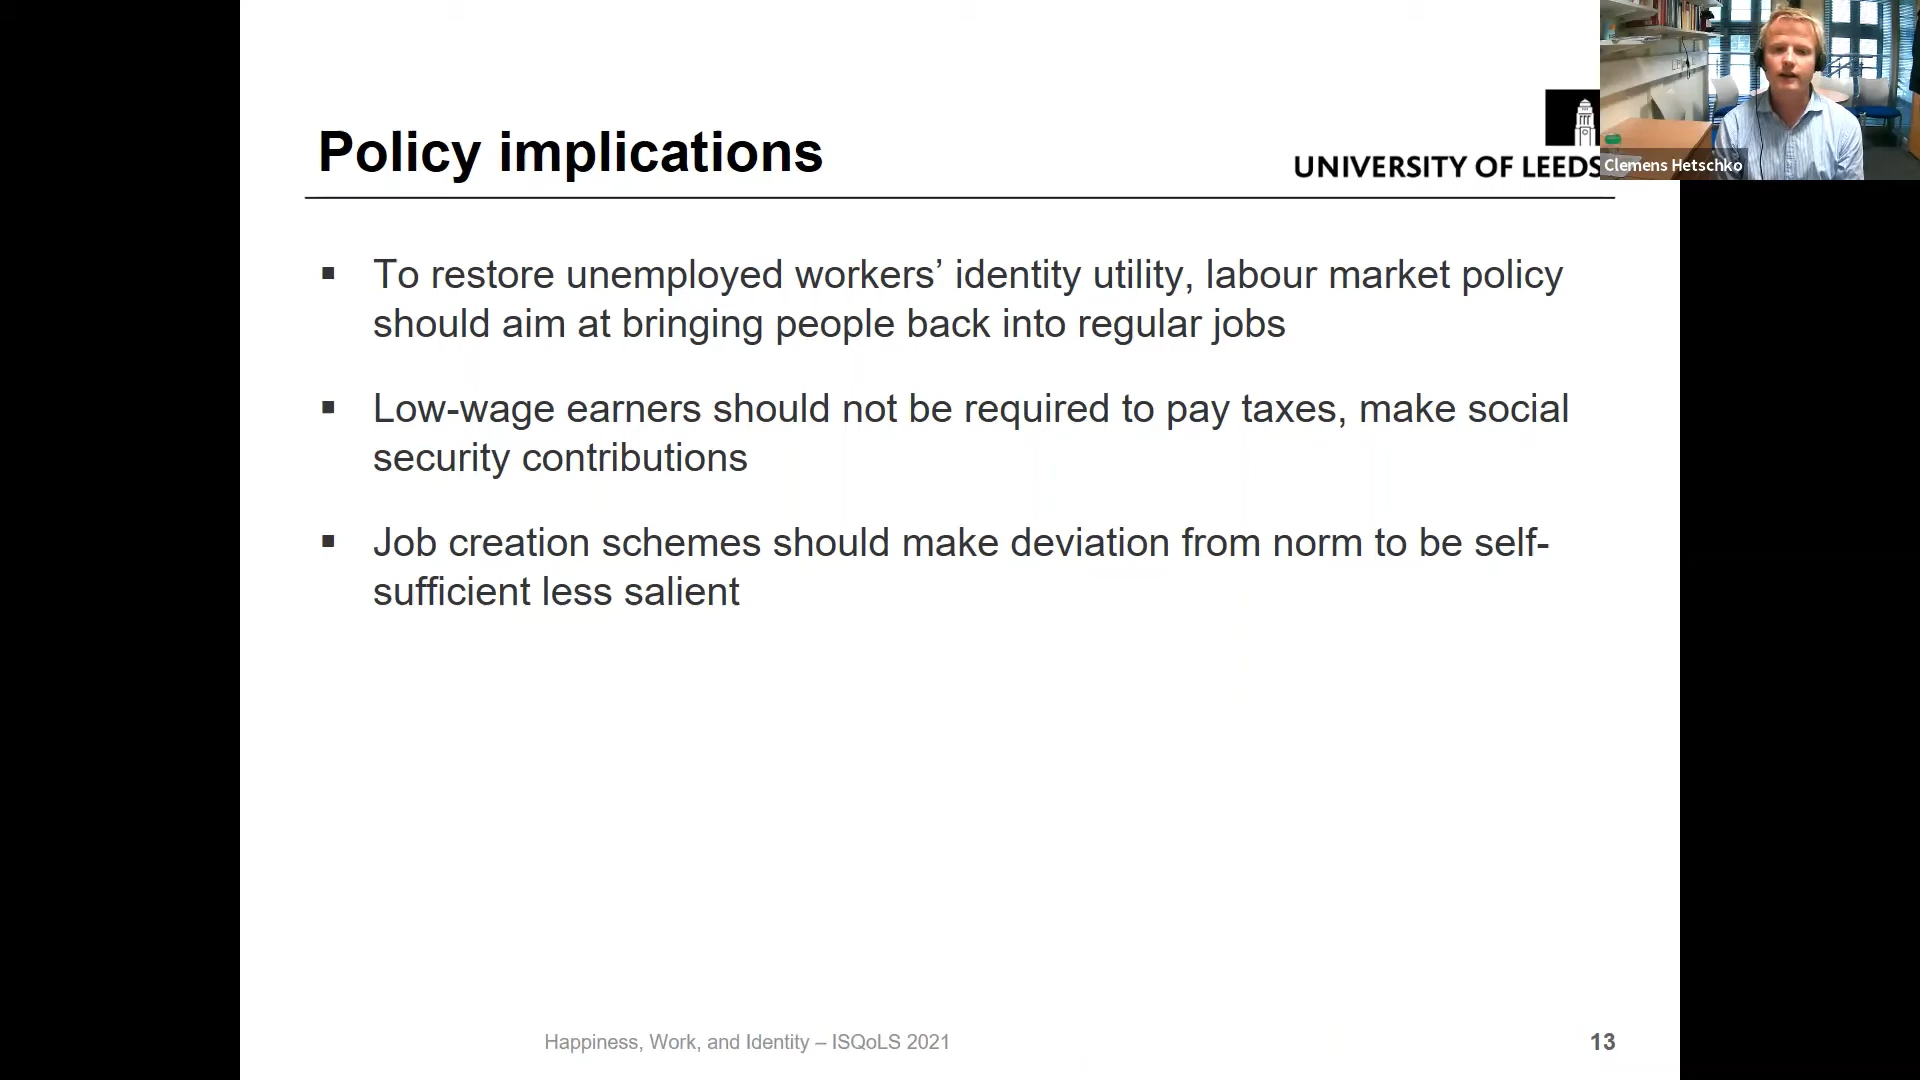 Policy implications
UNIVERSITY OF LEEDS
Clemens Hetschko
▪ To restore unemployed workers’ identity utility, labour market policy
should aim at bringing people back into regular jobs
▪ Low-wage earners should not be required to pay taxes, make social
security contributions
▪ Job creation schemes should make deviation from norm to be self-
sufficient less salient
Happiness, Work, and Identity – ISQoLS 2021
13